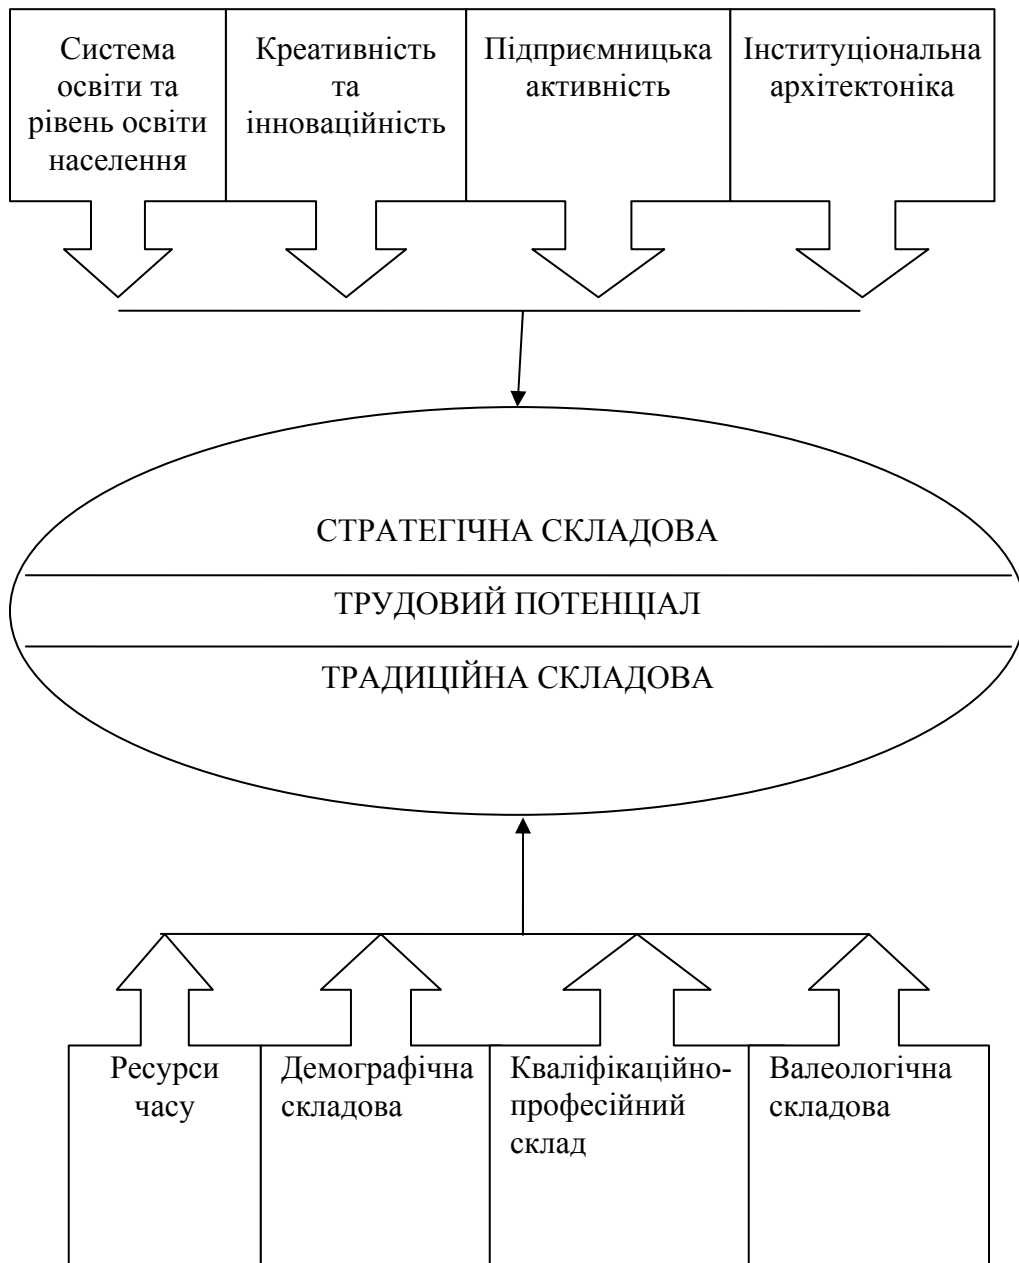 Система
освіти та
рівень освіти
населення
Креативність
та
інноваційність
Підприємницька
активність
Інституціональна
архітектоніка
СТРАТЕГІЧНА СКЛАДОВА
ТРУДОВИЙ ПОТЕНЦІАЛ
ТРАДИЦІЙНА СКЛАДОВА
Ресурси
часу
Демографічна
складова
Кваліфікаційно-
професійний
склад
Валеологічна
складова